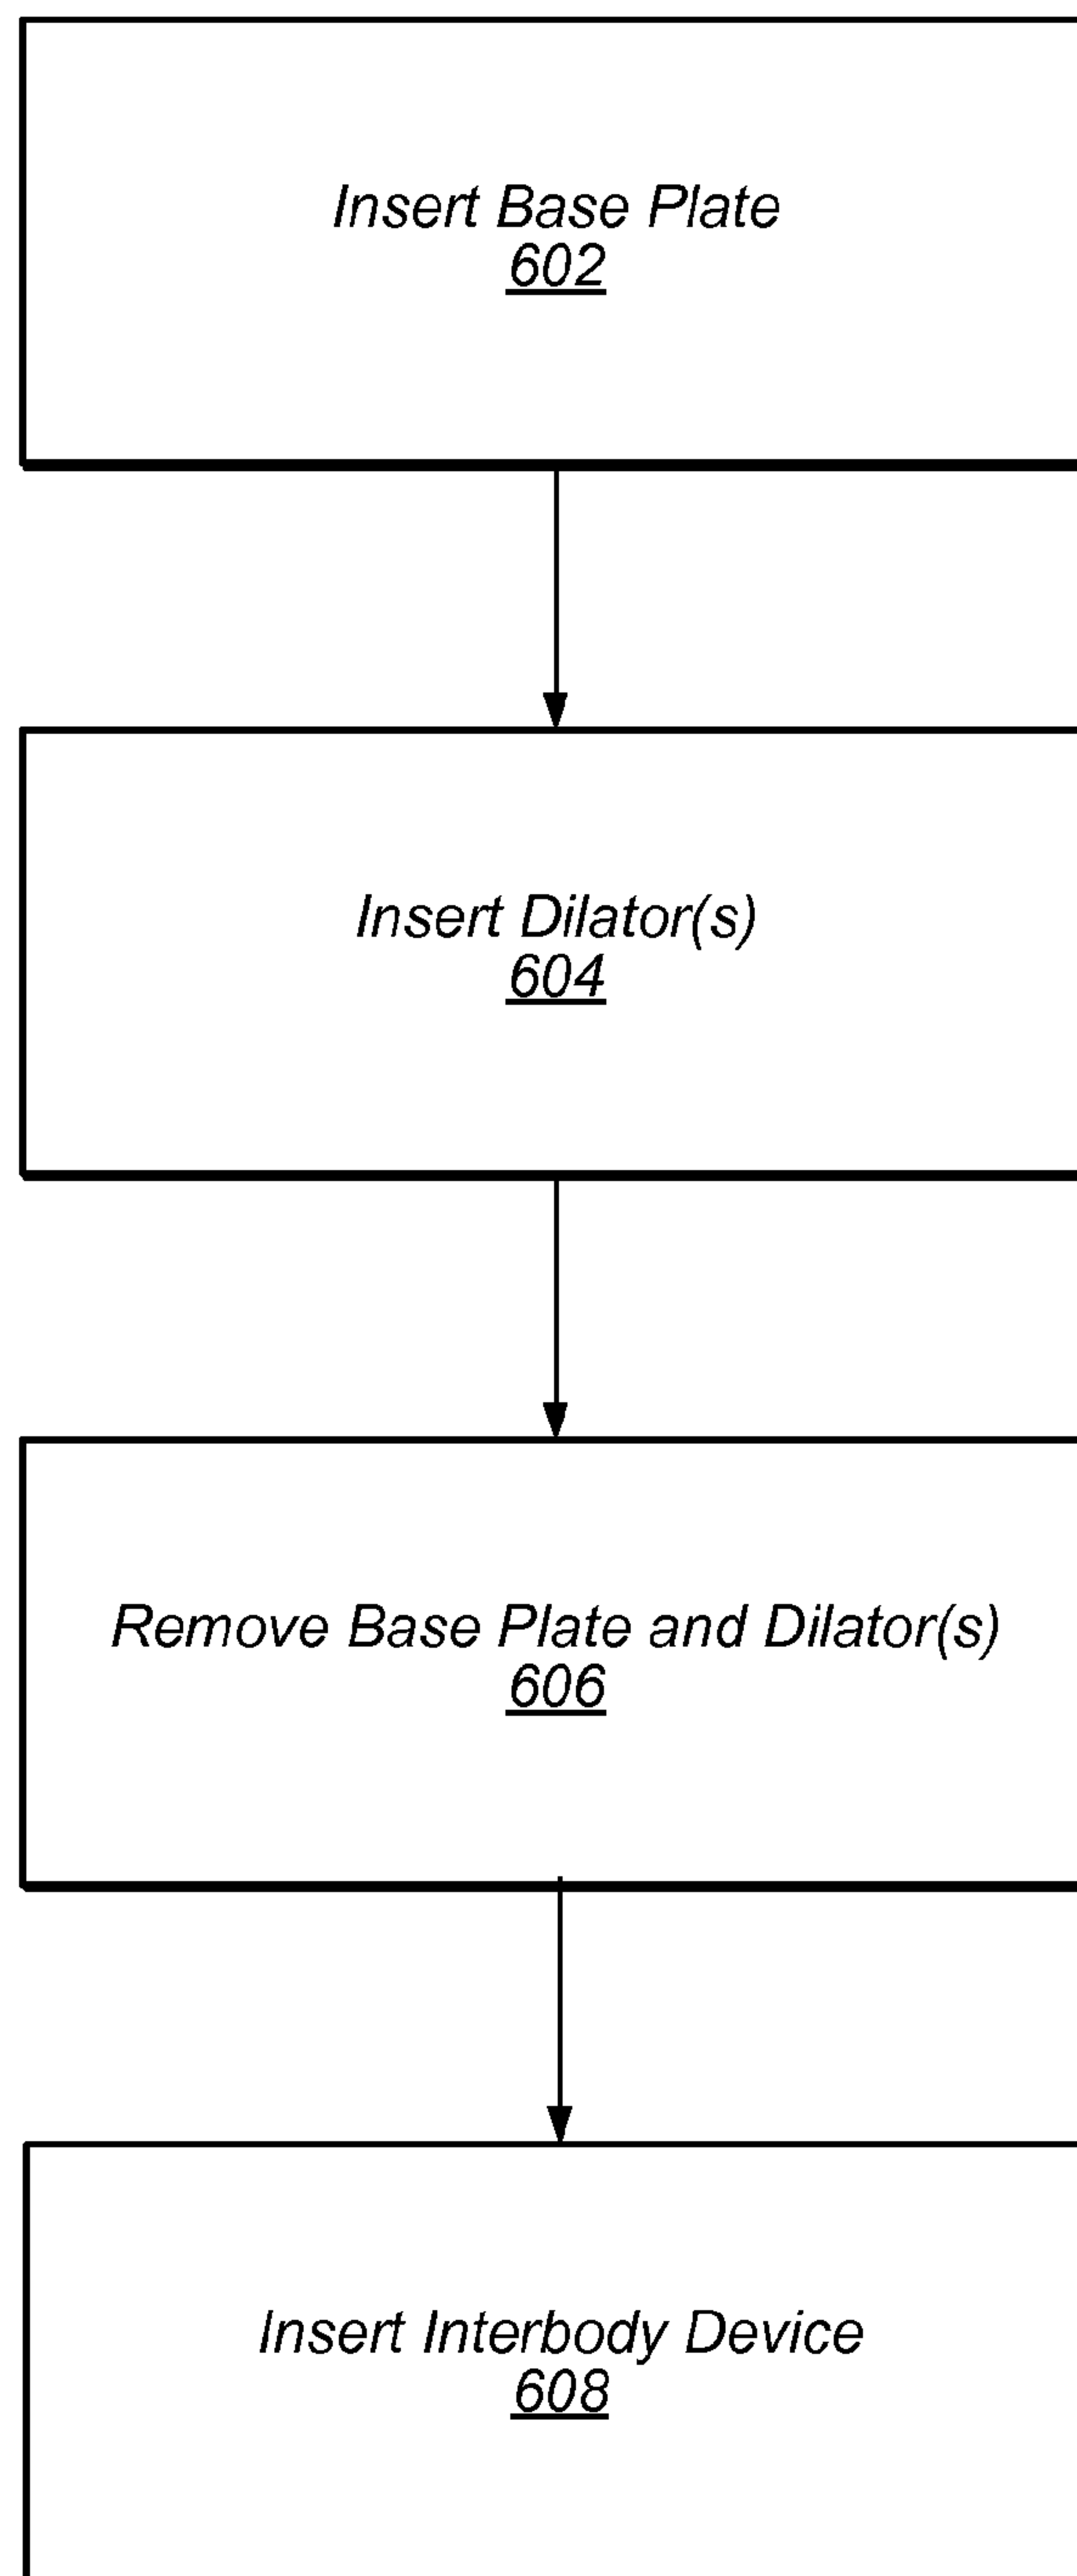 Insert Base Plate
602
Insert Dilator(s)
604
Remove Base Plate and Dilator(s)
606
Insert Interbody Device
608